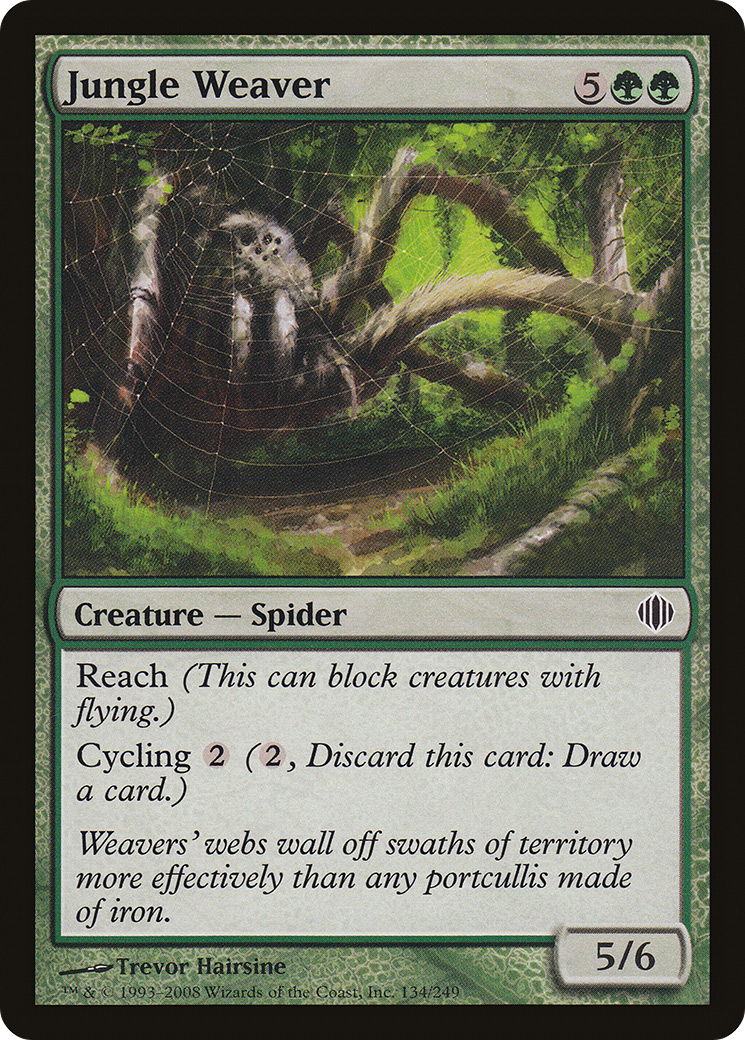 Jungle Weaver 5
Creature — Spider
Reach (This can block creatures with
flying.)
Cycling 2 (2, Discard this card: Draw
a card.)
Weavers' webs wall off swaths of territory
more effectively than any portcullis made
of iron.
5/6
Trevor Hairsine
™ & © 1993–2008 Wizards of the Coast, Inc. 134/249